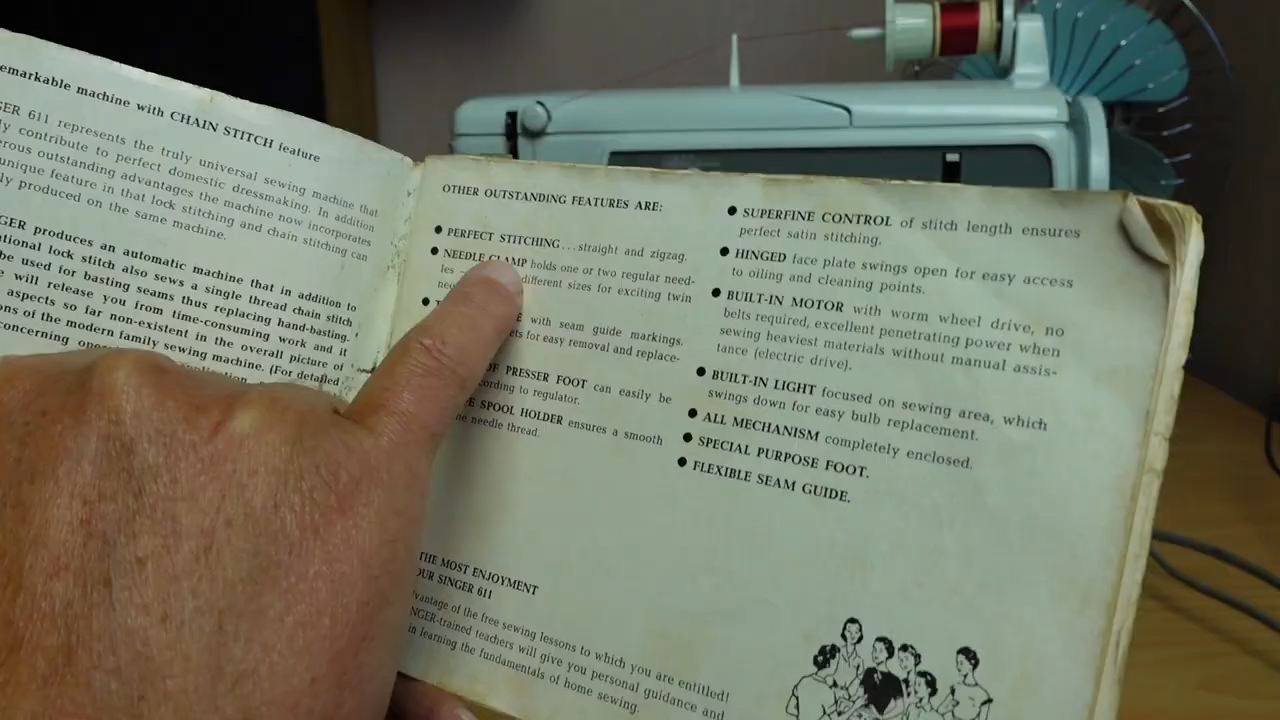 emarkable machine with CHAIN STITCH feature
GER 611 represents the truly universal sewing machine that
ly contribute to perfect domestic dressmaking. In addition
erous outstanding advantages the machine now incorporates
unique feature in that lock stitching and chain stitching can
ly produced on the same machine.
GER produces an automatic machine that in addition to
tional lock stitch also sews a single thread chain stitch
be used for basting seams thus replacing hand-basting.
e will release you from time-consuming work and it
aspects so far non-existent in the overall picture of
ons of the modern family sewing machine. (For detailed
concerning
OTHER OUTSTANDING FEATURES ARE:
● PERFECT STITCHING...straight and zigzag.
● NEEDLE CLAMP holds one or two regular need-
les different sizes for exciting twin
with seam guide markings.
for easy removal and replace-
OF PRESSER FOOT can easily be
cording to regulator.
SPOOL HOLDER ensures a smooth
needle thread.
THE MOST ENJOYMENT
OUR SINGER 611
vantage of the free sewing lessons to which you are entitled!
NGER-trained teachers will give you personal guidance and
in learning the fundamentals of home sewing.
● SUPERFINE CONTROL of stitch length ensures
perfect satin stitching.
● HINGED face plate swings open for easy access
to oiling and cleaning points.
● BUILT-IN MOTOR with worm wheel drive, no
belts required, excellent penetrating power when
sewing heaviest materials without manual assis-
tance (electric drive).
● BUILT-IN LIGHT focused on sewing area, which
swings down for easy bulb replacement.
● ALL MECHANISM completely enclosed.
● SPECIAL PURPOSE FOOT.
● FLEXIBLE SEAM GUIDE.